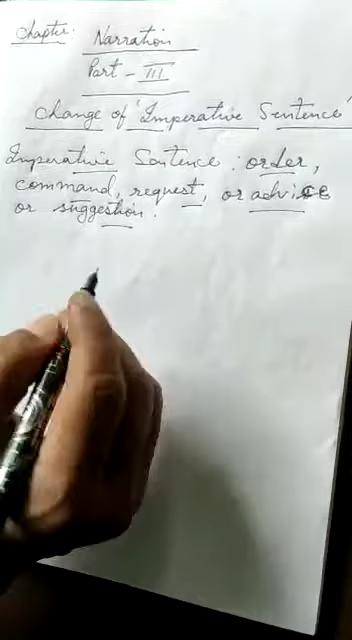 Chapter: Narration
Part - III
Change of 'Imperative Sentence'
Imperative Sentence : order,
command, request, or advice
or suggestion.